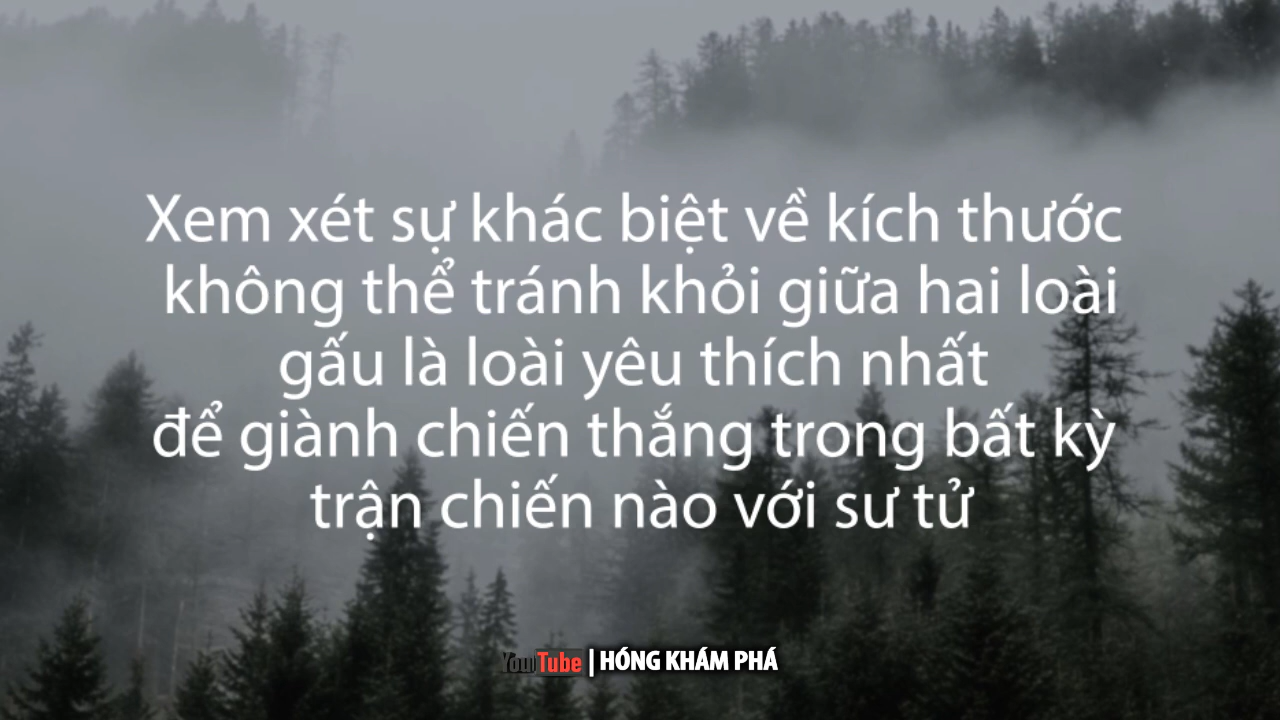 Xem xét sự khác biệt về kích thước
không thể tránh khỏi giữa hai loài
gấu là loài yêu thích nhất
để giành chiến thắng trong bất kỳ
trận chiến nào với sư tử
YouTube | HÓNG KHÁM PHÁ